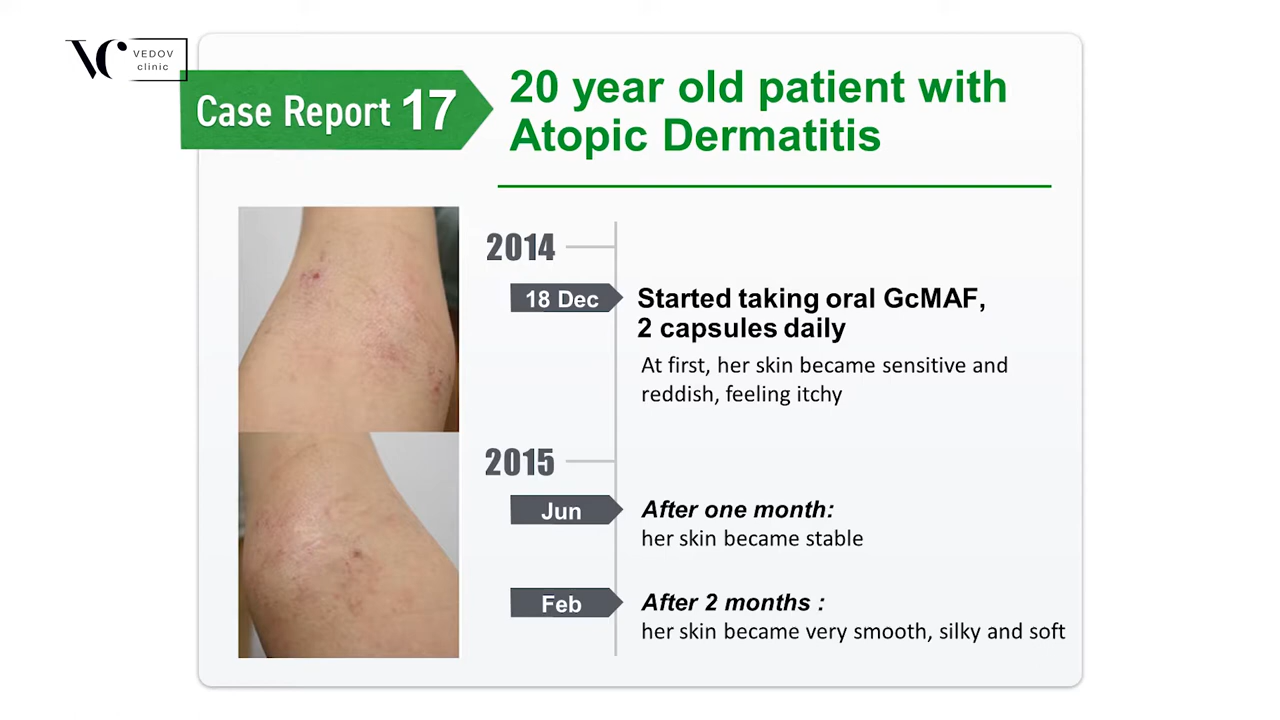 VC
VEDOV
clinic
Case Report 17
20 year old patient with
Atopic Dermatitis
2014
18 Dec
Started taking oral GcMAF,
2 capsules daily
At first, her skin became sensitive and
reddish, feeling itchy
2015
Jun
After one month:
her skin became stable
Feb
After 2 months :
her skin became very smooth, silky and soft